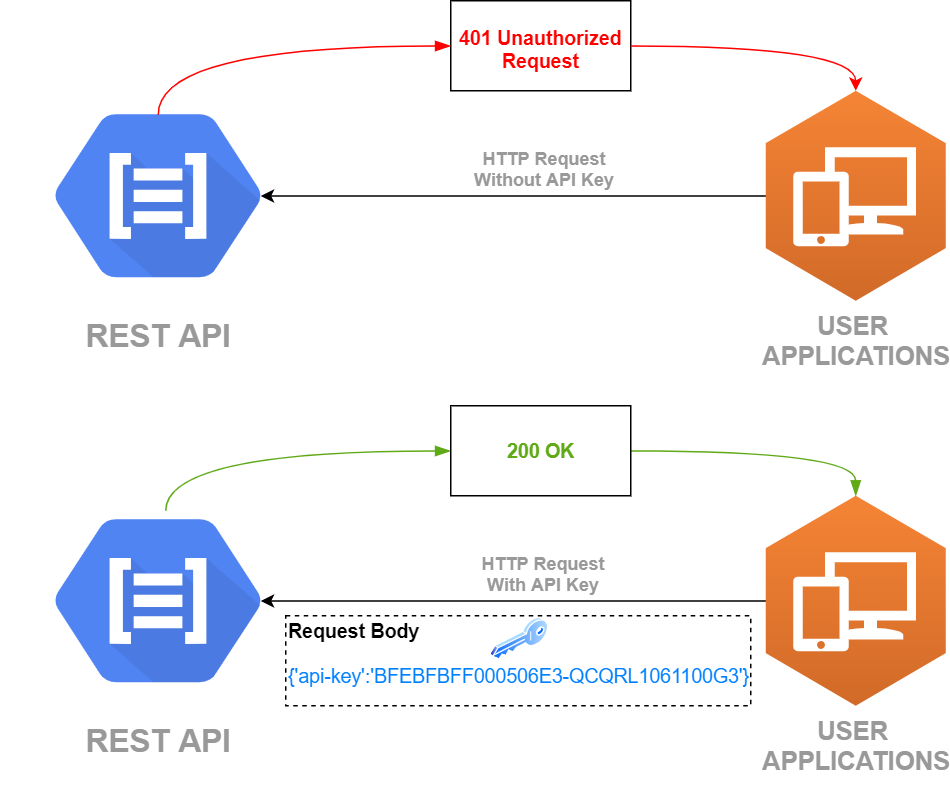 401 Unauthorized
Request
HTTP Request
Without API Key
REST API
USER
APPLICATIONS
200 OK
HTTP Request
With API Key
Request Body
{'api-key':'BFEBFBFF000506E3-QCQRL1061100G3'}
REST API
USER
APPLICATIONS